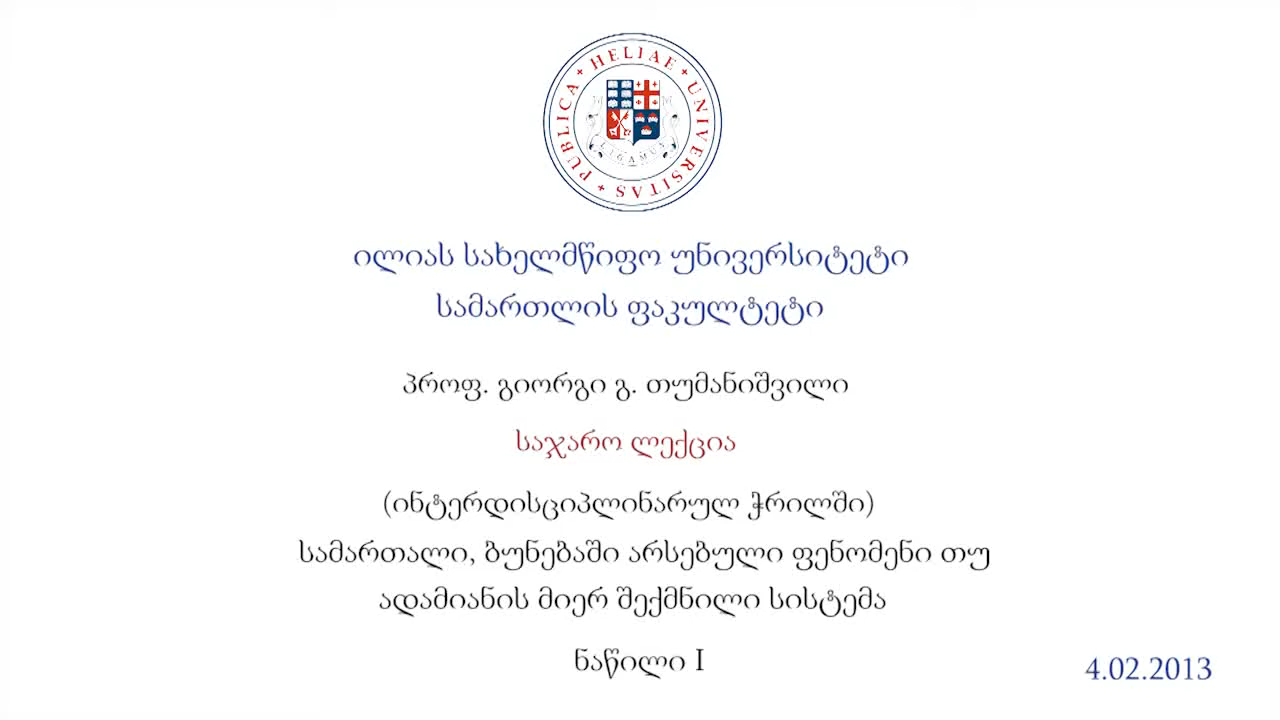 HELIAE UNIVERSITAS PUBLICA
LIGAMUS
ილიას სახელმწიფო უნივერსიტეტი
სამართლის ფაკულტეტი
პროფ. გიორგი გ. თუმანიშვილი
საჯარო ლექცია
(ინტერდისციპლინარულ ჭრილში)
სამართალი, ბუნებაში არსებული ფენომენი თუ
ადამიანის მიერ შექმნილი სისტემა
ნაწილი I
4.02.2013